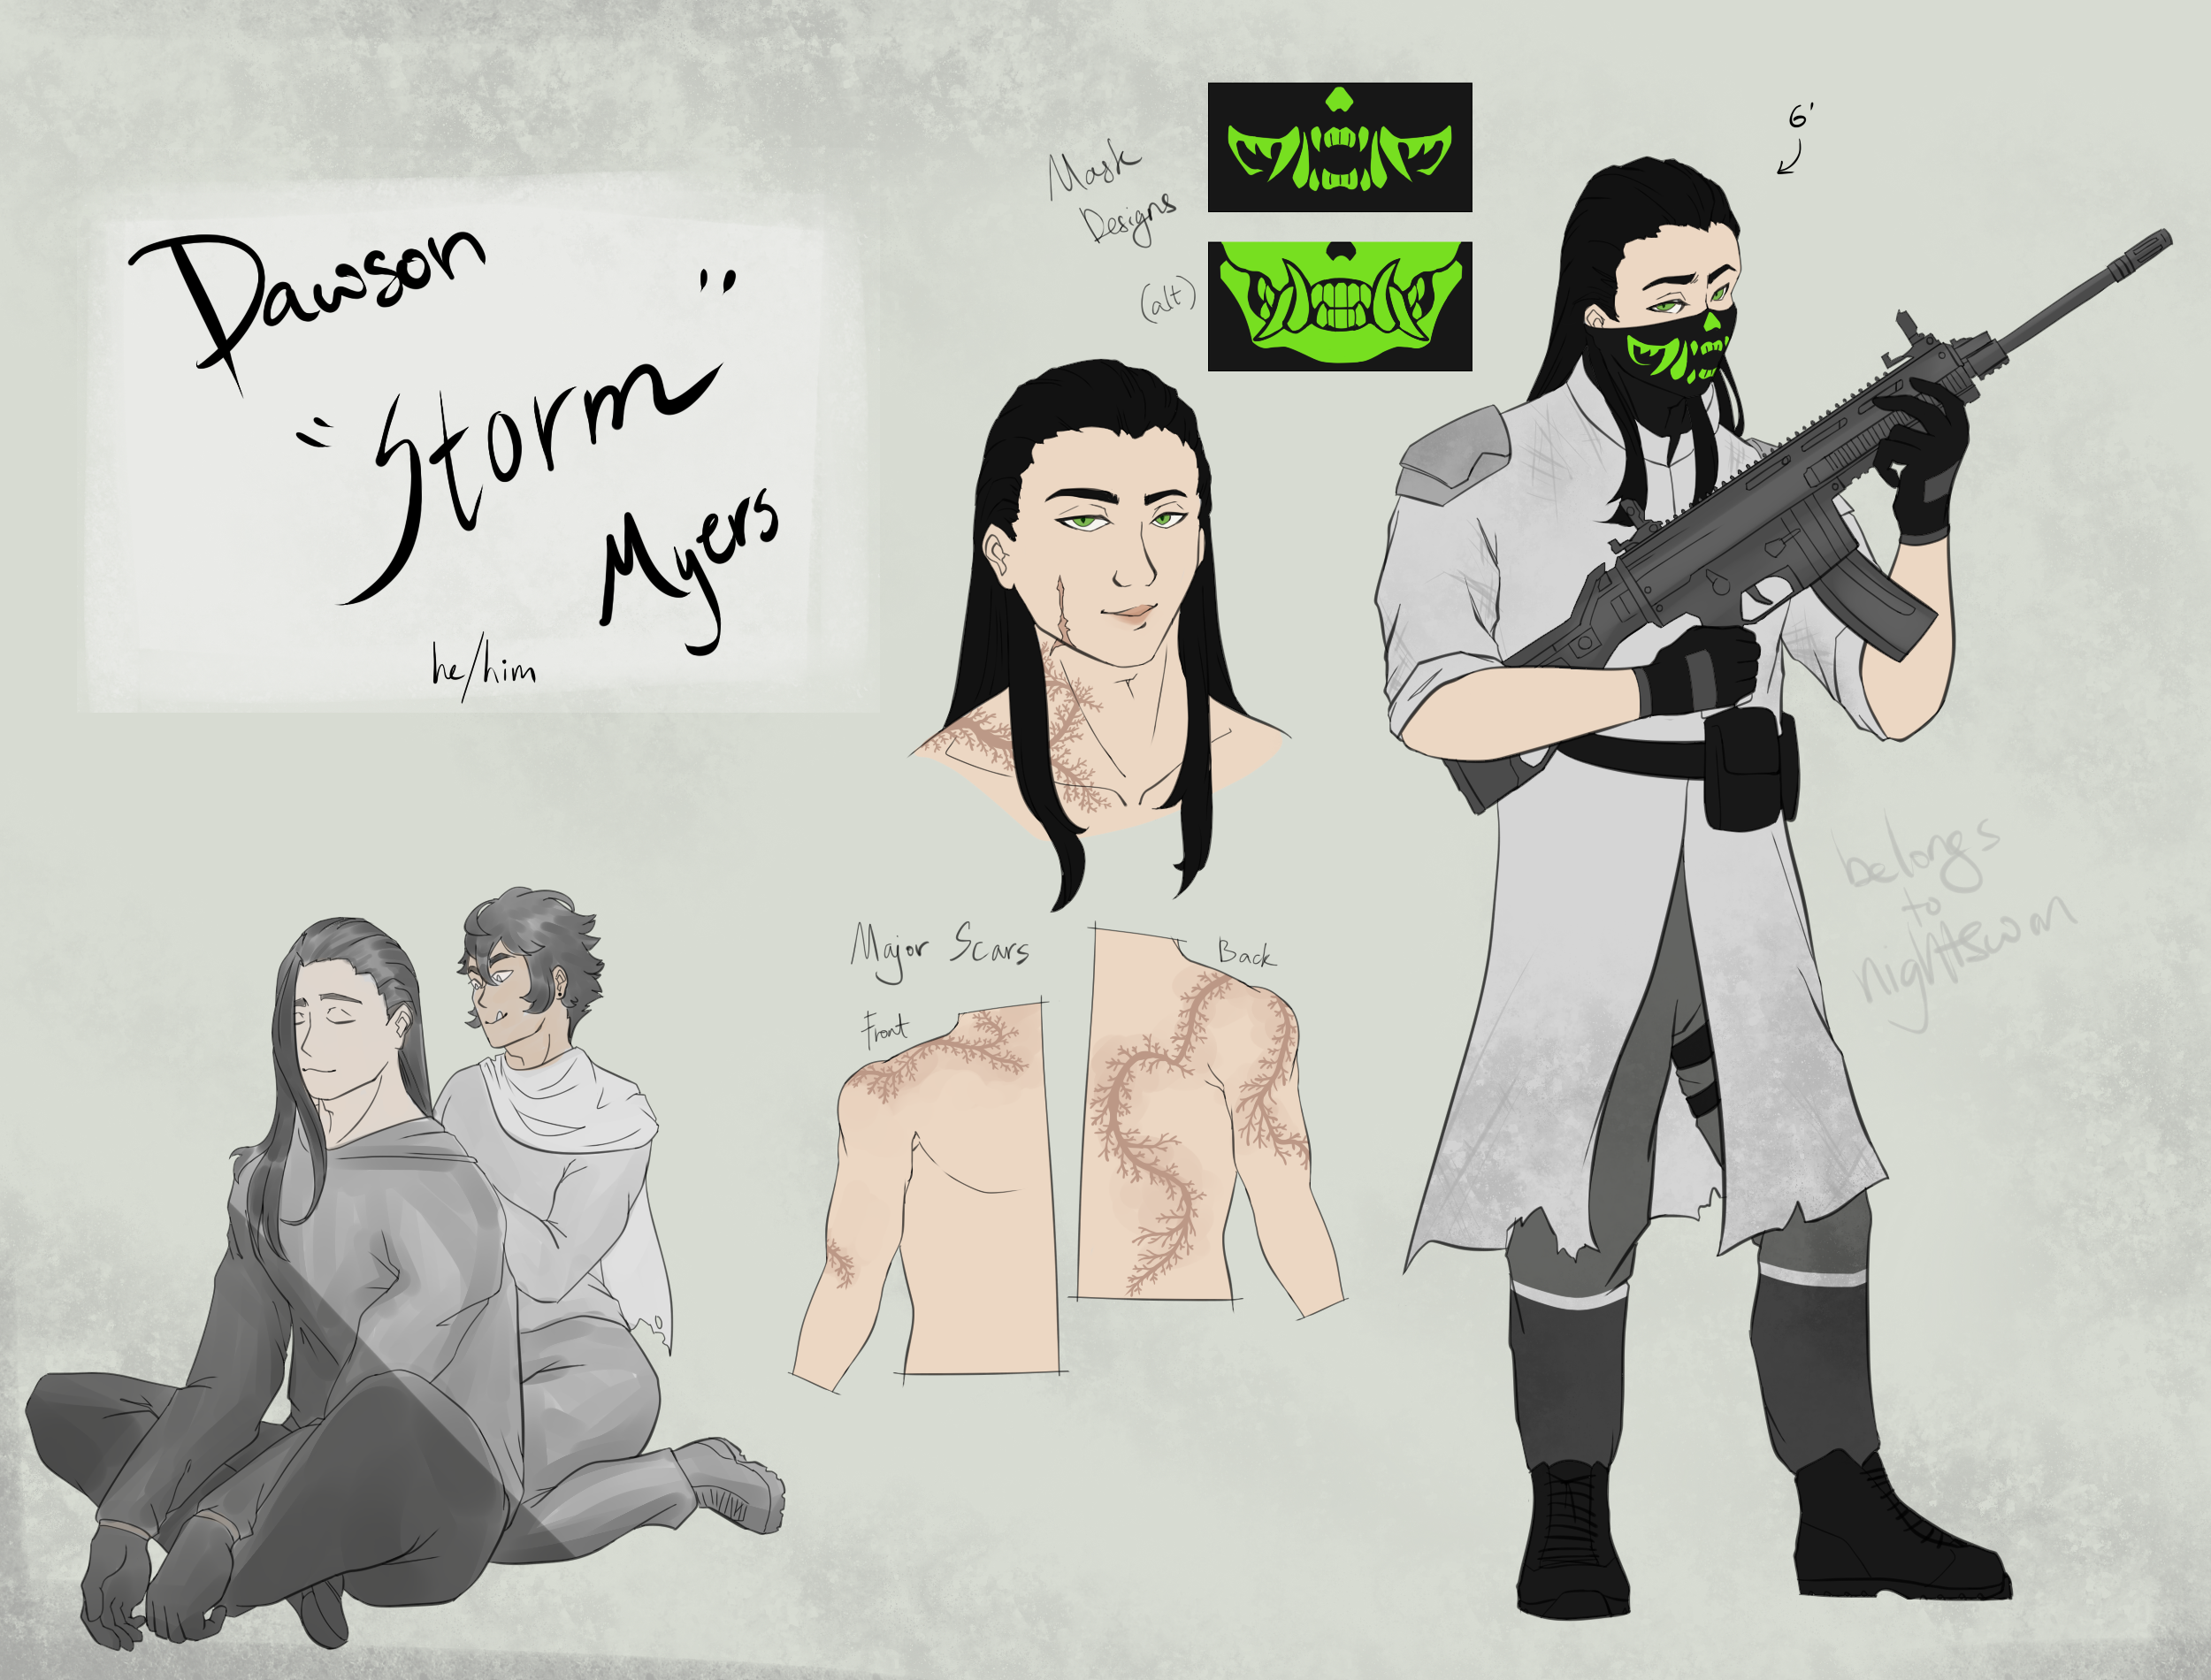 Dawson
"Storm"
Myers
he/him
Mask
Designs
(alt)
6'
Major Scars
Front
Back
belongs
to
nightswan